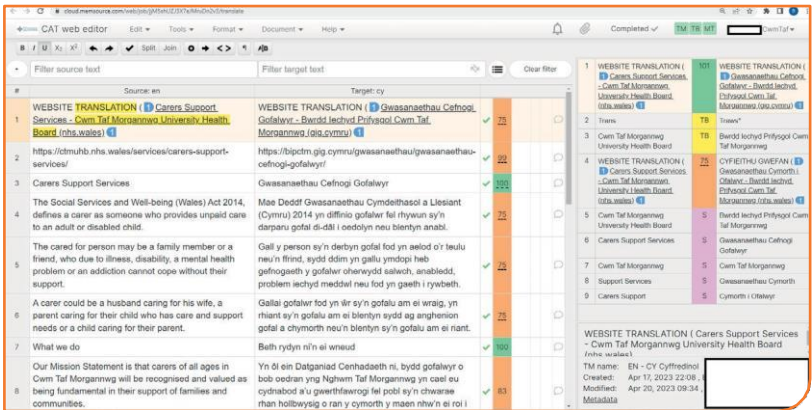 cloud.memsource.com/web/job/jM5eNUZJ3XTe/MnvDn2vS/translate
CAT web editor Edit Tools Format Document Help Completed TM TB MT CwmTaf
B I U X₂ X² Split Join < > ¶ A|B
Filter source text Filter target text Clear filter
# Source: en Target: cy
1 WEBSITE TRANSLATION ( 1 Carers Support Services - Cwm Taf Morgannwg University Health Board (nhs.wales) 1
WEBSITE TRANSLATION ( 1 Gwasanaethau Cefnogi Gofalwyr - Bwrdd Iechyd Prifysgol Cwm Taf Morgannwg (gig.cymru) 1
75
2 https://ctmuhb.nhs.wales/services/carers-support-services/
https://bipctm.gig.cymru/gwasanaethau/gwasanaethau-cefnogi-gofalwyr/
99
3 Carers Support Services Gwasanaethau Cefnogi Gofalwyr 100
4 The Social Services and Well-being (Wales) Act 2014,
defines a carer as someone who provides unpaid care
to an adult or disabled child.
Mae Deddf Gwasanaethau Cymdeithasol a Llesiant
(Cymru) 2014 yn diffinio gofalwr fel rhywun sy'n
darparu gofal di-dâl i oedolyn neu blentyn anabl.
75
5 The cared for person may be a family member or a
friend, who due to illness, disability, a mental health
problem or an addiction cannot cope without their
support.
Gall y person sy'n derbyn gofal fod yn aelod o'r teulu
neu'n ffrind, sydd ddim yn gallu ymdopi heb
gefnogaeth y gofalwr oherwydd salwch, anabledd,
problem iechyd meddwl neu fod yn gaeth i rywbeth.
75
6 A carer could be a husband caring for his wife, a
parent caring for their child who has care and support
needs or a child caring for their parent.
Gallai gofalwr fod yn ŵr sy'n gofalu am ei wraig, yn
rhiant sy'n gofalu am ei blentyn sydd ag anghenion
gofal a chymorth neu'n blentyn sy'n gofalu am ei riant.
75
7 What we do Beth rydyn ni'n ei wneud 100
8 Our Mission Statement is that carers of all ages in
Cwm Taf Morgannwg will be recognised and valued as
being fundamental in their support of families and
communities.
Yn ôl ein Datganiad Cenhadaeth ni, bydd gofalwyr o
bob oedran yng Nghwm Taf Morgannwg yn cael eu
cydnabod a'u gwerthfawrogi fel pobl sy'n chwarae
rhan hollbwysig o ran y cymorth y maen nhw'n ei roi i
83
1 WEBSITE TRANSLATION (
1 Carers Support Services
- Cwm Taf Morgannwg
University Health Board
(nhs.wales) 1
101
WEBSITE TRANSLATION (
1 Gwasanaethau Cefnogi
Gofalwyr - Bwrdd Iechyd
Prifysgol Cwm Taf
Morgannwg (gig.cymru) 1
2 Trans TB Traws*
3 Cwm Taf Morgannwg
University Health Board
TB
Bwrdd Iechyd Prifysgol Cwm
Taf Morgannwg
4 WEBSITE TRANSLATION (
1 Carers Support Services
- Cwm Taf Morgannwg
University Health Board
(nhs.wales) 1
75
CYFIEITHU GWEFAN ( 1
Gwasanaethau Cymorth i
Ofalwyr - Bwrdd Iechyd
Prifysgol Cwm Taf
Morgannwg (nhs.wales) 1
5 Cwm Taf Morgannwg
University Health Board
S
Bwrdd Iechyd Prifysgol Cwm
Taf Morgannwg
6 Carers Support Services S Gwasanaethau Cefnogi
Gofalwyr
7 Cwm Taf Morgannwg S Cwm Taf Morgannwg
8 Support Services S Gwasanaethau Cymorth
9 Carers Support S Cymorth i Ofalwyr
WEBSITE TRANSLATION ( Carers Support Services
- Cwm Taf Morgannwg University Health Board
(nhs.wales)
TM name: EN - CY Cyffredinol
Created: Apr 17, 2023 22:08 ,
Modified: Apr 20, 2023 09:34 ,
Metadata